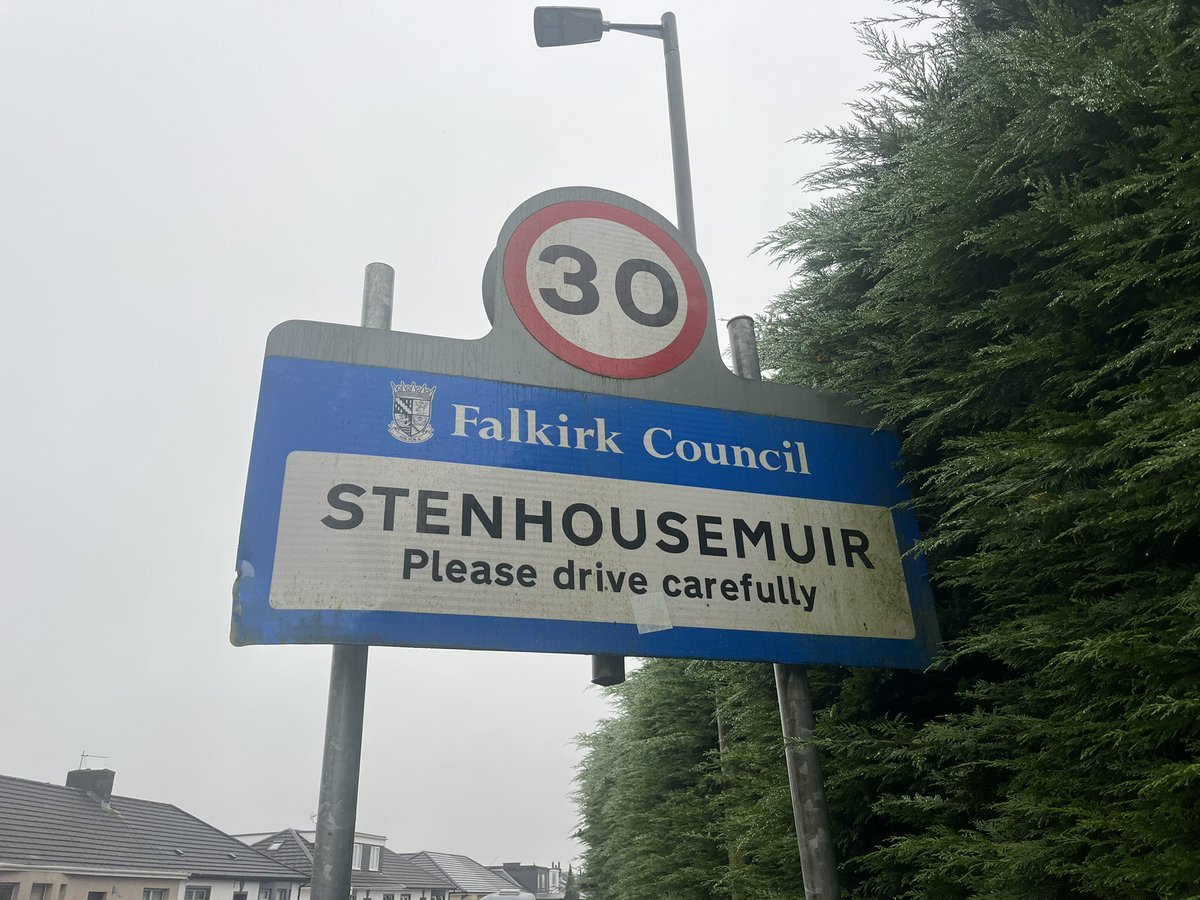 30
Falkirk Council
STENHOUSEMUIR
Please drive carefully